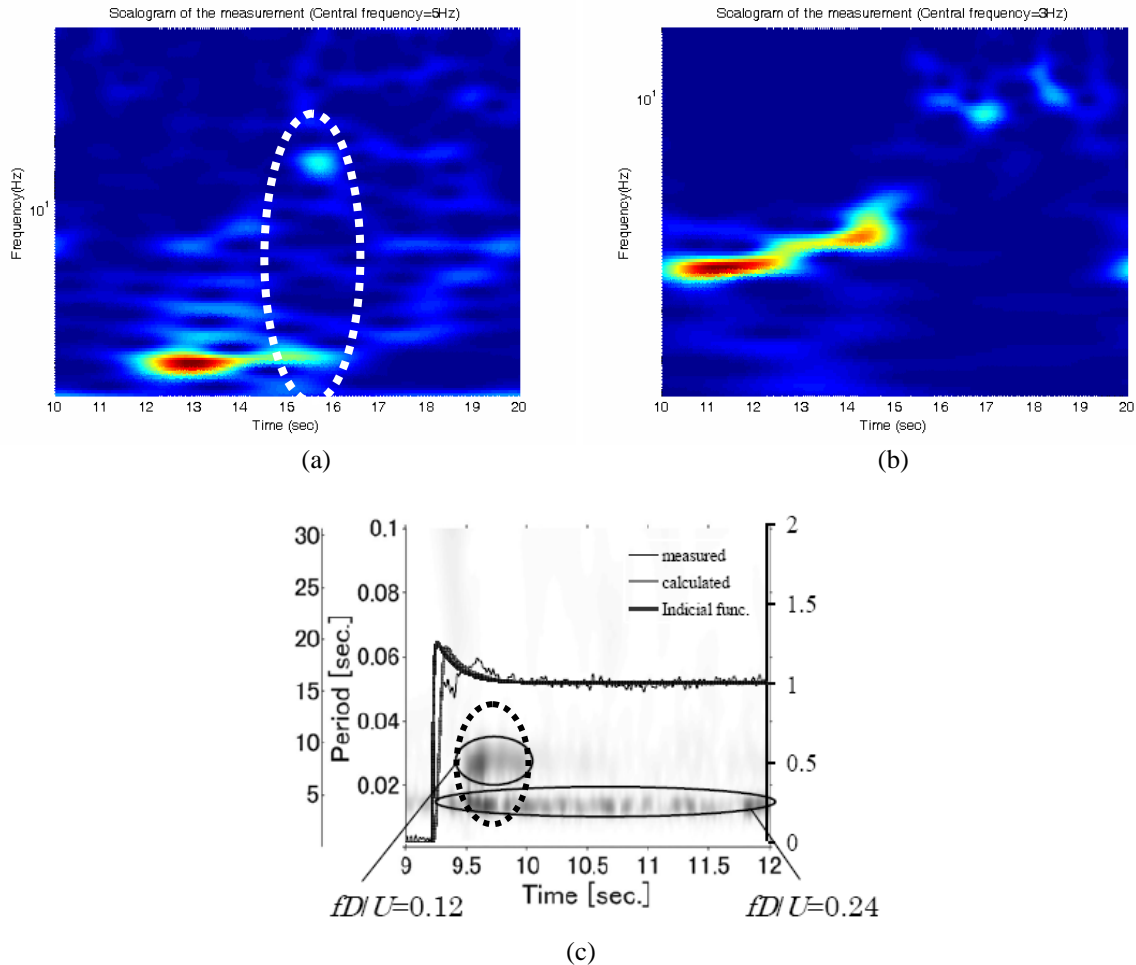 Scalogram of the measurement (Central frequency=5Hz)
Frequency(Hz)
10¹
10 11 12 13 14 15 16 17 18 19 20
Time (sec)
(a)
Scalogram of the measurement (Central frequency=3Hz)
Frequency(Hz)
10¹
10 11 12 13 14 15 16 17 18 19 20
Time (sec)
(b)
30
25
20
15
10
5
Period [sec.]
0.1
0.08
0.06
0.04
0.02
measured
calculated
Indicial func.
2
1.5
1
0.5
0
9 9.5 10 10.5 11 11.5 12
Time [sec.]
fD/U=0.12
fD/U=0.24
(c)